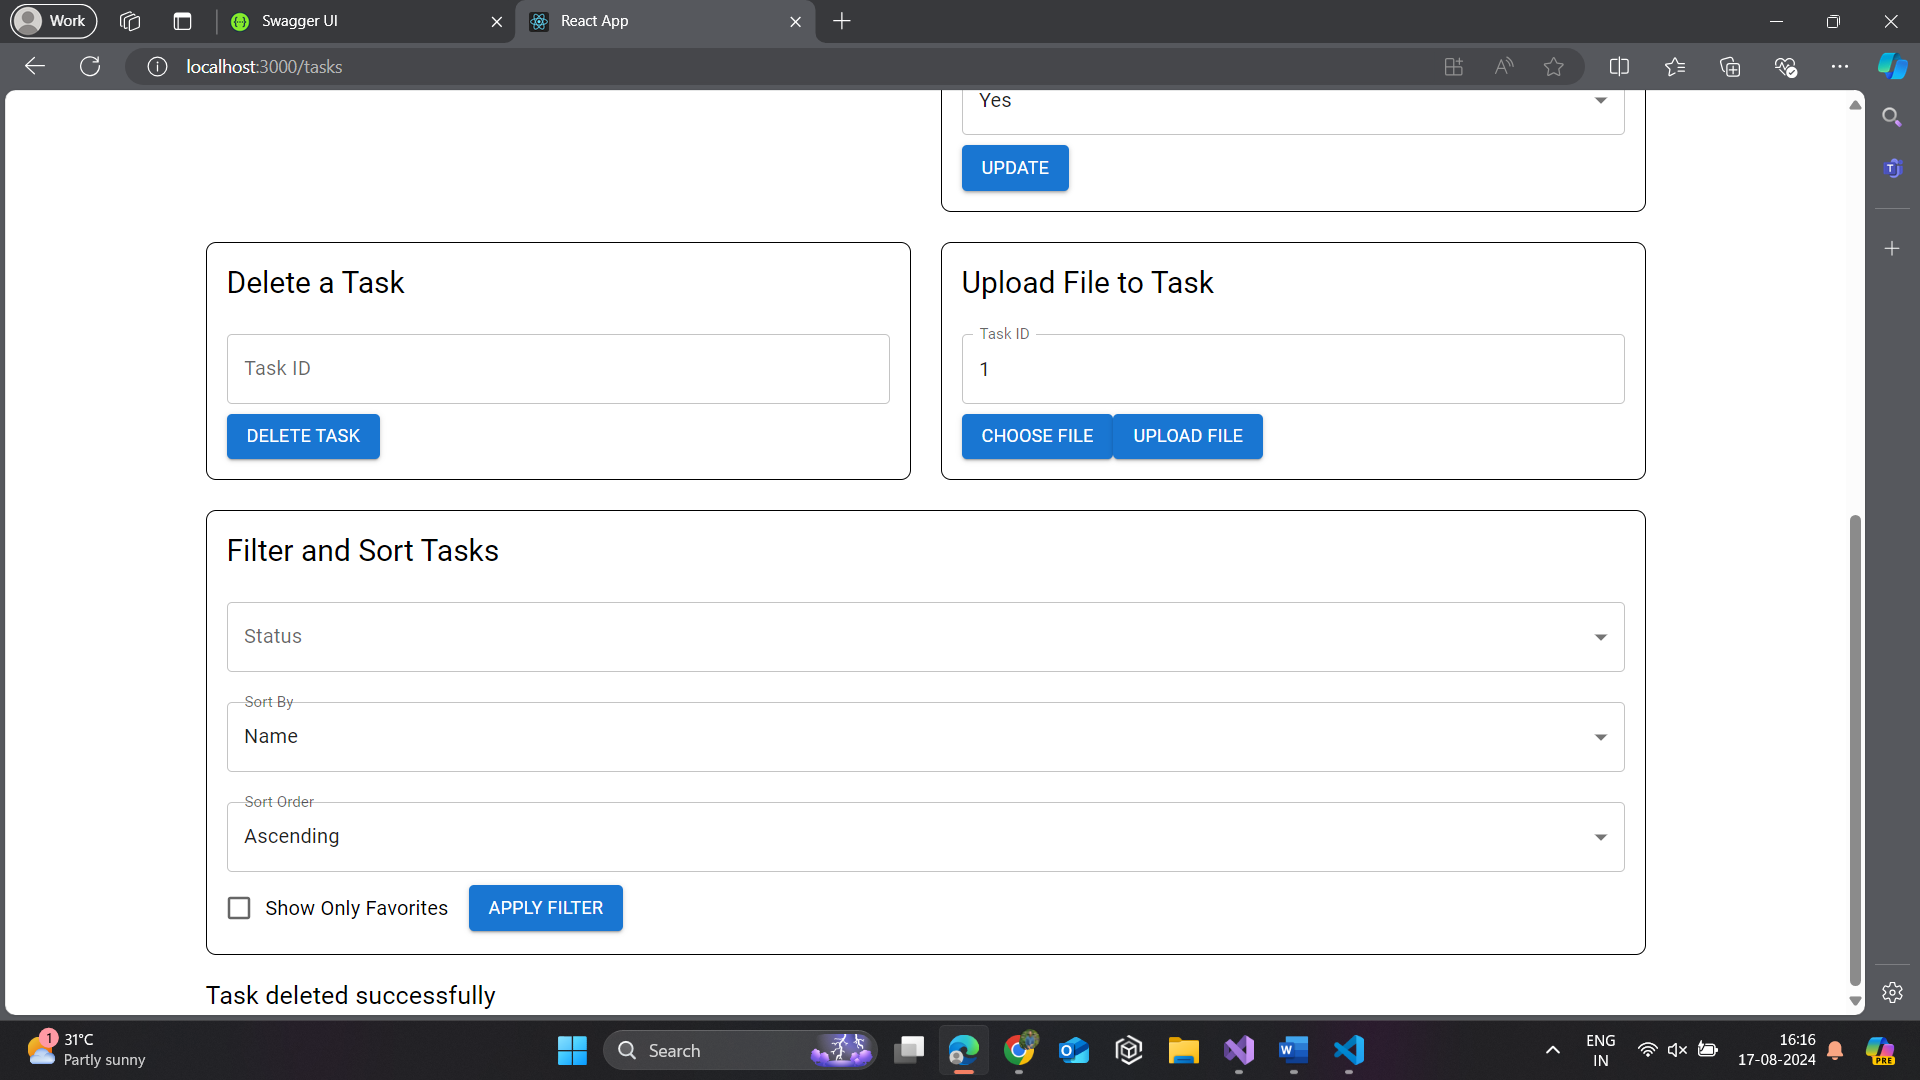 Work
Swagger UI
React App
localhost:3000/tasks
Yes
UPDATE
Delete a Task
Task ID
DELETE TASK
Upload File to Task
Task ID
1
CHOOSE FILE
UPLOAD FILE
Filter and Sort Tasks
Status
Sort By
Name
Sort Order
Ascending
Show Only Favorites
APPLY FILTER
Task deleted successfully
1
31°C
Partly sunny
Search
ENG
IN
16:16
17-08-2024
PRE